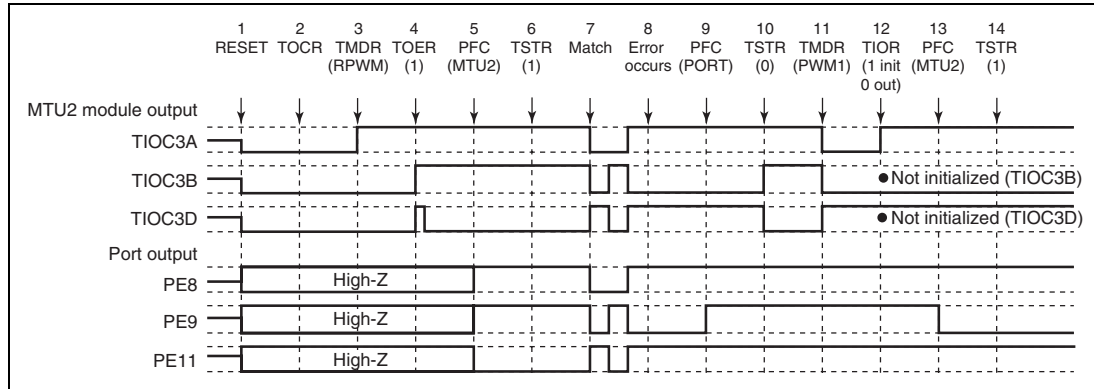 1 2 3 4 5 6 7 8 9 10 11 12 13 14
RESET TOCR TMDR TOER PFC TSTR Match Error PFC TSTR TMDR TIOR PFC TSTR
(RPWM) (1) (MTU2) (1) occurs (PORT) (0) (PWM1) (1 init (MTU2) (1)
0 out)
MTU2 module output
TIOC3A
TIOC3B ●Not initialized (TIOC3B)
TIOC3D ●Not initialized (TIOC3D)
Port output
PE8 High-Z
PE9 High-Z
PE11 High-Z